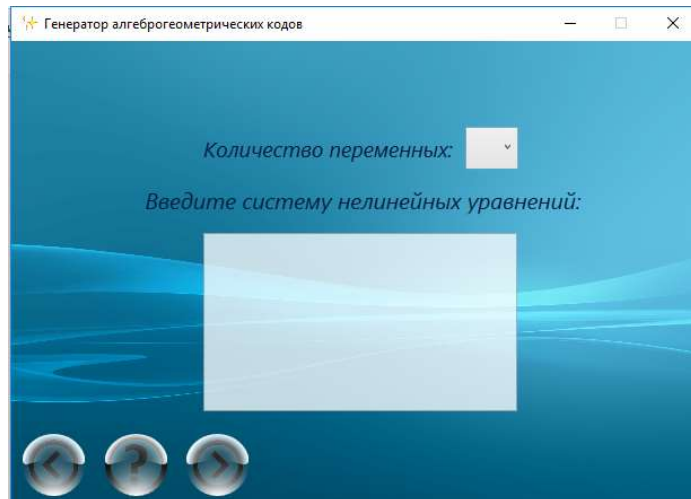 Генератор алгеброгеометрических кодов
Количество переменных:
Введите систему нелинейных уравнений:
?